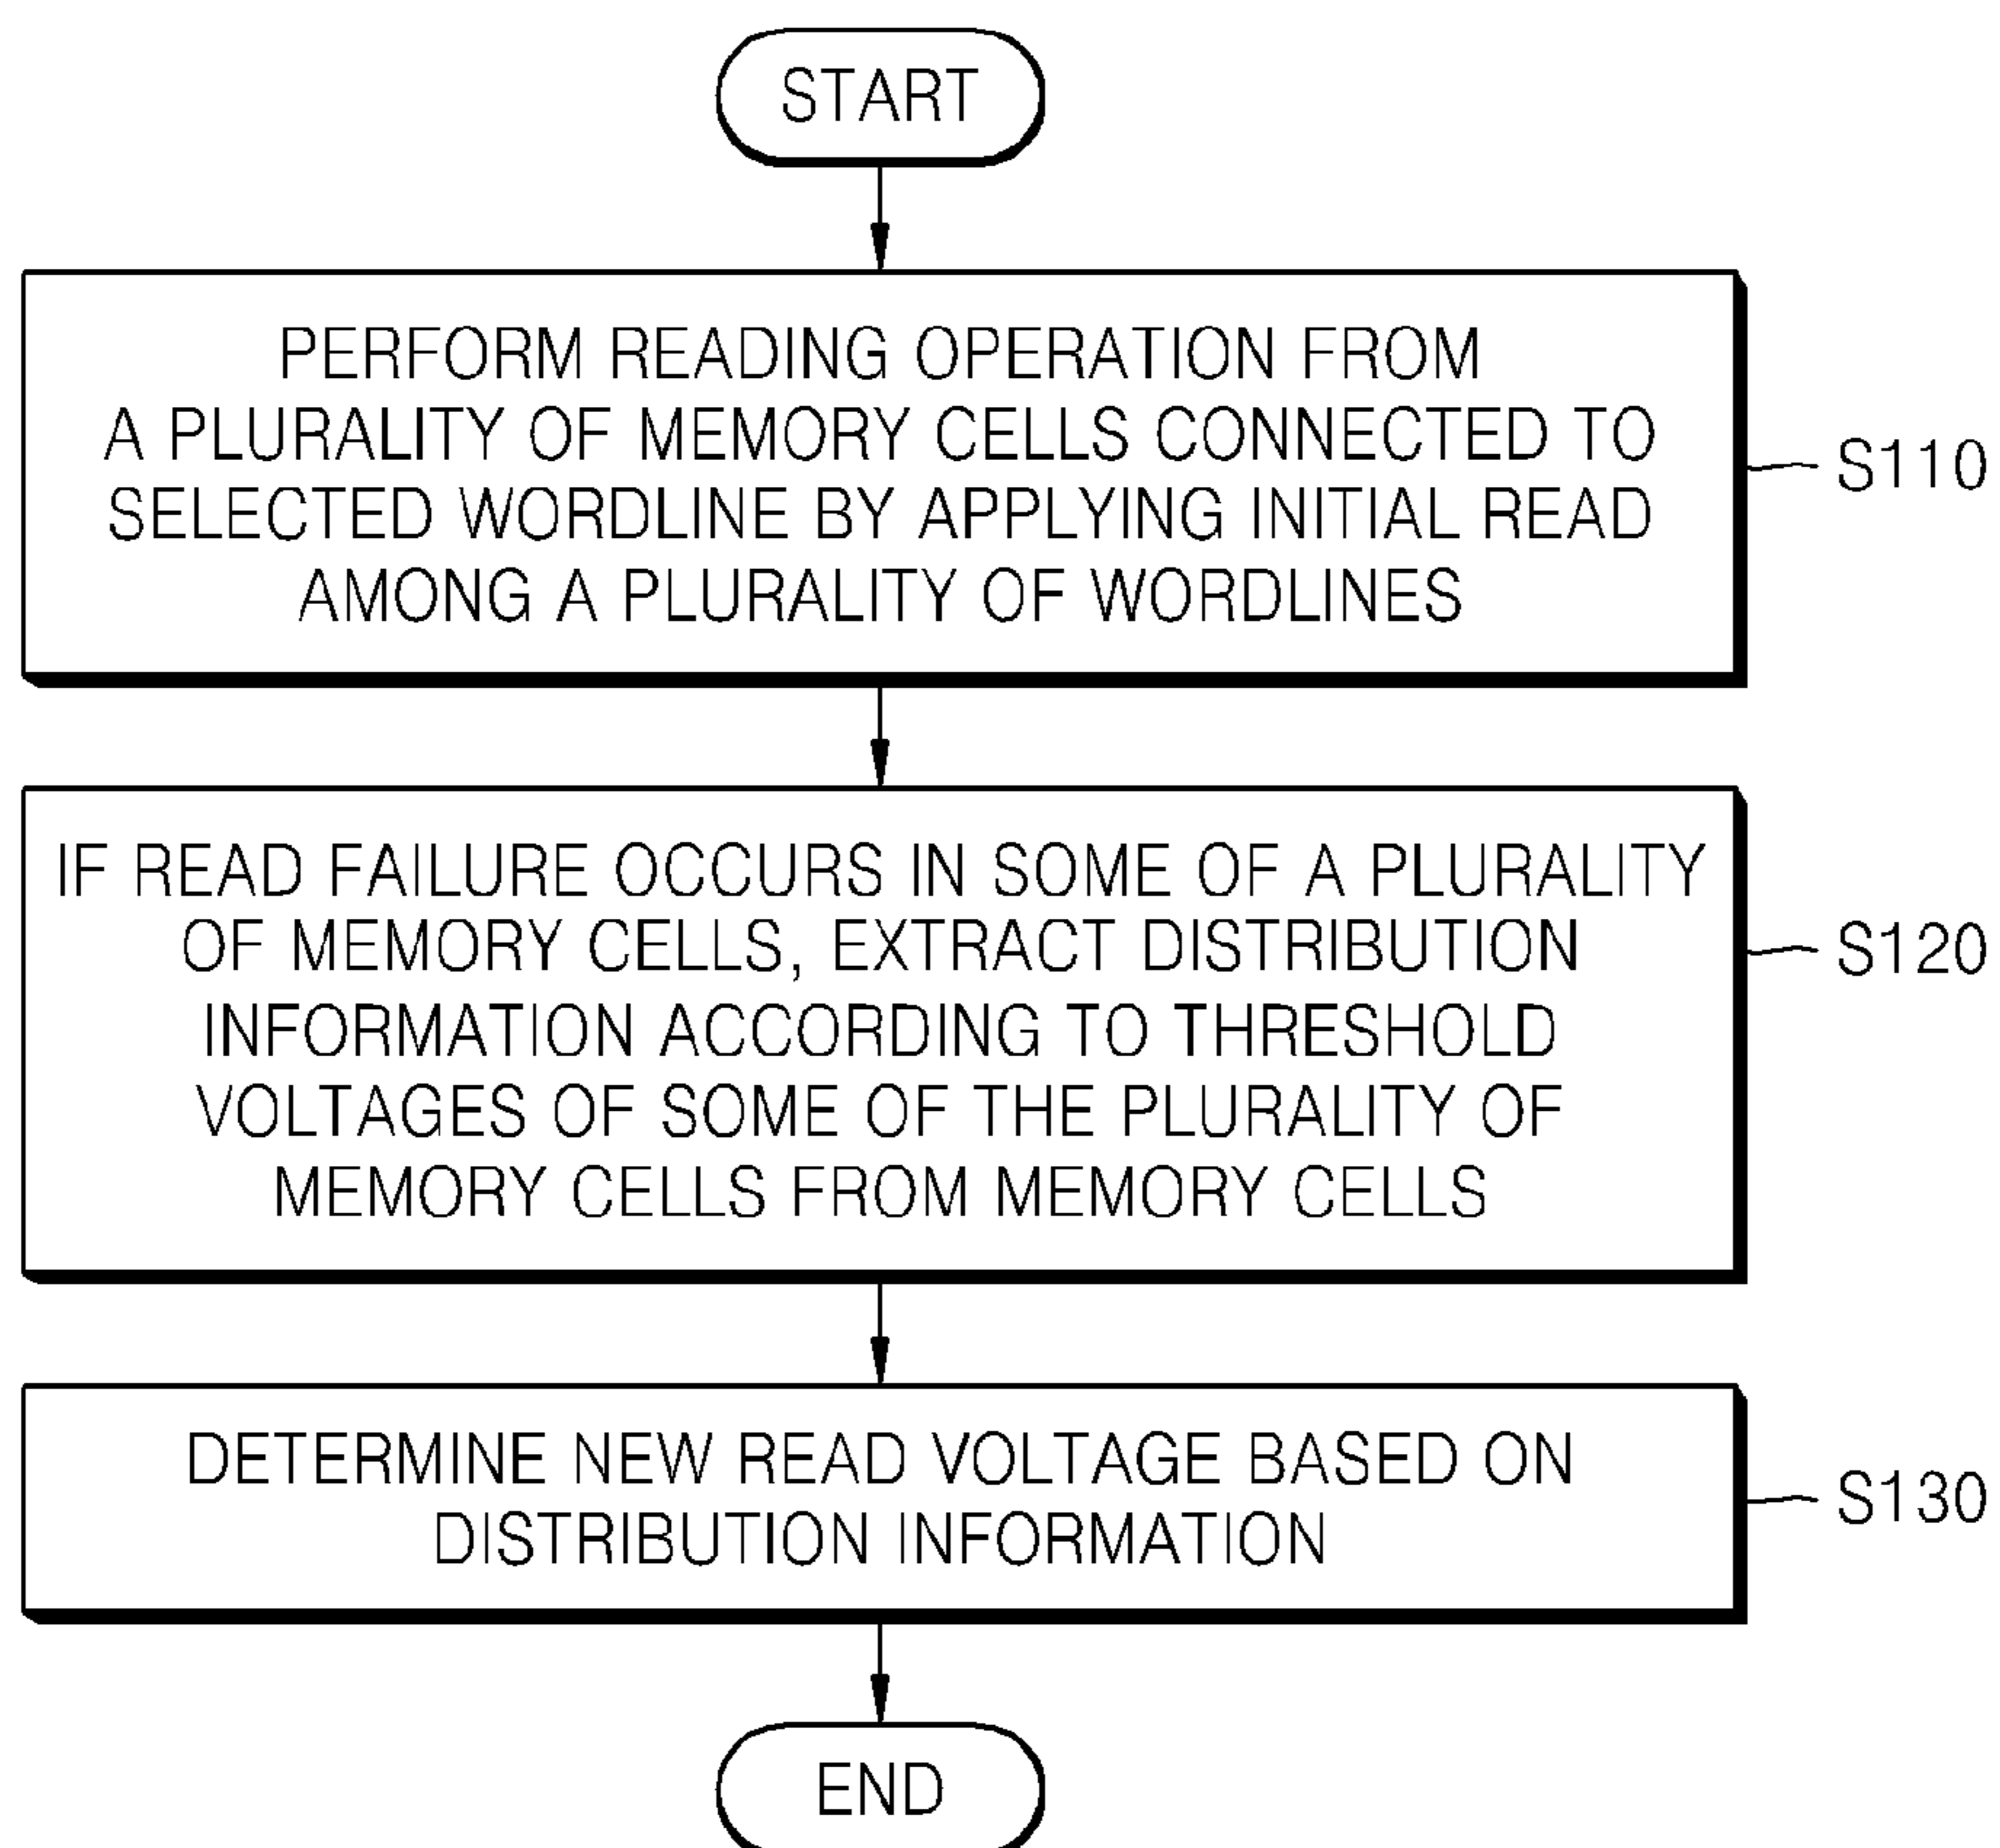 START
PERFORM READING OPERATION FROM
A PLURALITY OF MEMORY CELLS CONNECTED TO
SELECTED WORDLINE BY APPLYING INITIAL READ
AMONG A PLURALITY OF WORDLINES
S110
IF READ FAILURE OCCURS IN SOME OF A PLURALITY
OF MEMORY CELLS, EXTRACT DISTRIBUTION
INFORMATION ACCORDING TO THRESHOLD
VOLTAGES OF SOME OF THE PLURALITY OF
MEMORY CELLS FROM MEMORY CELLS
S120
DETERMINE NEW READ VOLTAGE BASED ON
DISTRIBUTION INFORMATION
S130
END